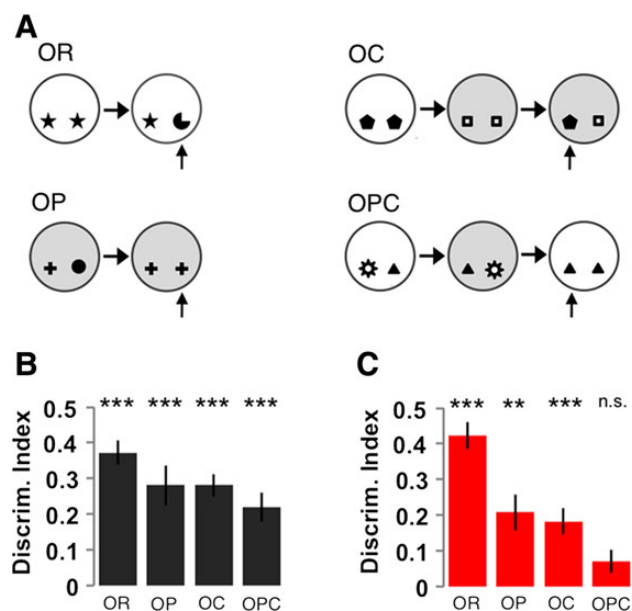 A
OR
OC
OP
OPC
B
C
*** *** *** ***
*** ** *** n.s.
Discrim. Index
0.5
0.4
0.3
0.2
0.1
0
OR OP OC OPC
Discrim. Index
0.5
0.4
0.3
0.2
0.1
0
OR OP OC OPC